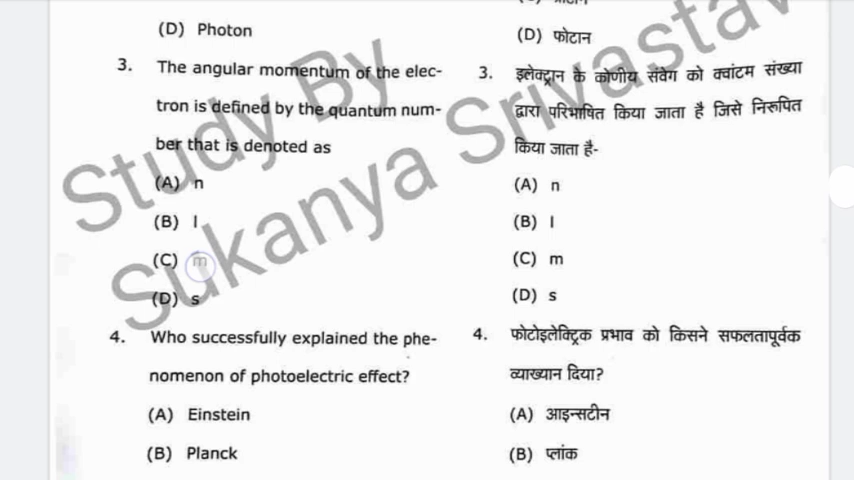 (D) Photon
3. The angular momentum of the elec-
tron is defined by the quantum num-
ber that is denoted as
(A) n
(B) l
(C) m
(D) s
4. Who successfully explained the phe-
nomenon of photoelectric effect?
(A) Einstein
(B) Planck
(D) फोटान
3. इलेक्ट्रान के कोणीय संवेग को क्वांटम संख्या
द्वारा परिभाषित किया जाता है जिसे निरूपित
किया जाता है-
(A) n
(B) l
(C) m
(D) s
4. फोटोइलेक्ट्रिक प्रभाव को किसने सफलतापूर्वक
व्याख्यान दिया?
(A) आइन्सटीन
(B) प्लांक
Study By
Sukanya